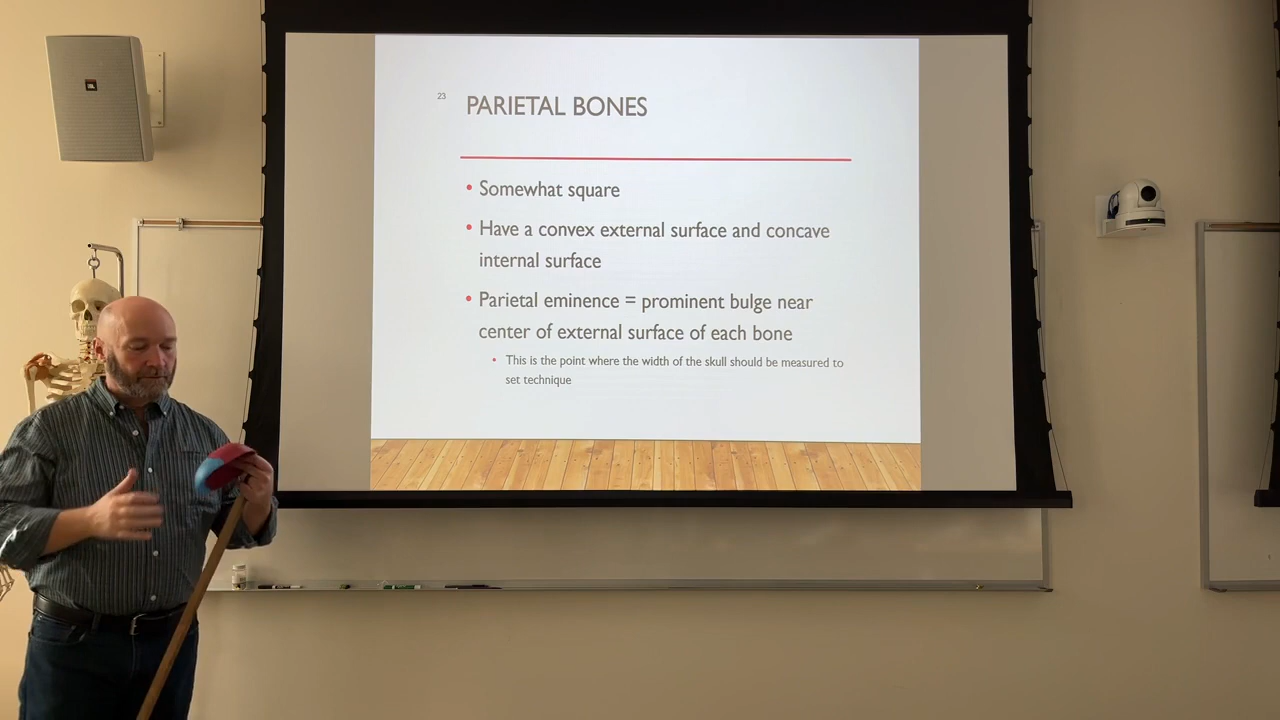 JBL
23
PARIETAL BONES
• Somewhat square
• Have a convex external surface and concave
internal surface
• Parietal eminence = prominent bulge near
center of external surface of each bone
• This is the point where the width of the skull should be measured to
set technique